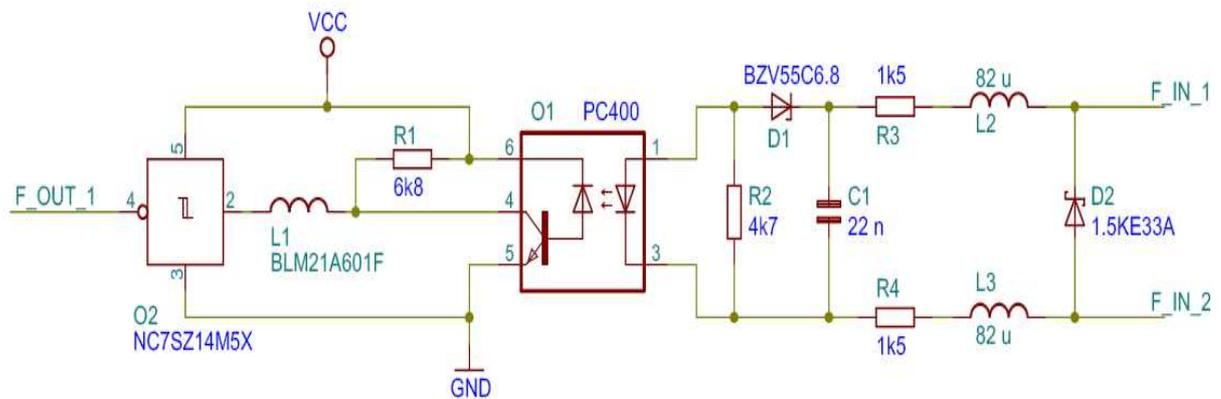 VCC
BZV55C6.8
1k5
82 u
F_IN_1
O1
PC400
R1
D1
R3
L2
5
6
1
6k8
F_OUT_1
4
2
4
R2
C1
D2
4k7
22 n
1.5KE33A
L1
BLM21A601F
5
3
3
R4
L3
F_IN_2
O2
NC7SZ14M5X
1k5
82 u
GND